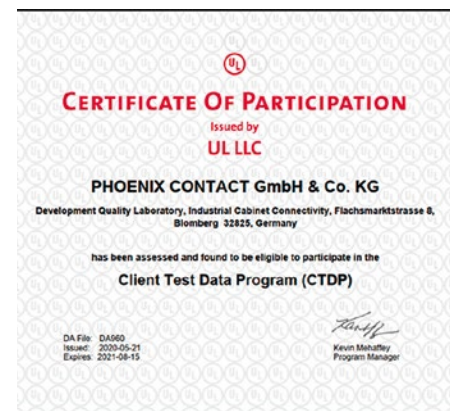 UL
CERTIFICATE OF PARTICIPATION
Issued by
UL LLC
PHOENIX CONTACT GmbH & Co. KG
Development Quality Laboratory, Industrial Cabinet Connectivity, Flachsmarktstrasse 8,
Blomberg 32825, Germany
has been assessed and found to be eligible to participate in the
Client Test Data Program (CTDP)
DA File: DA960
Issued: 2020-05-21
Expires: 2021-08-15
Kevin Mehaffey
Program Manager